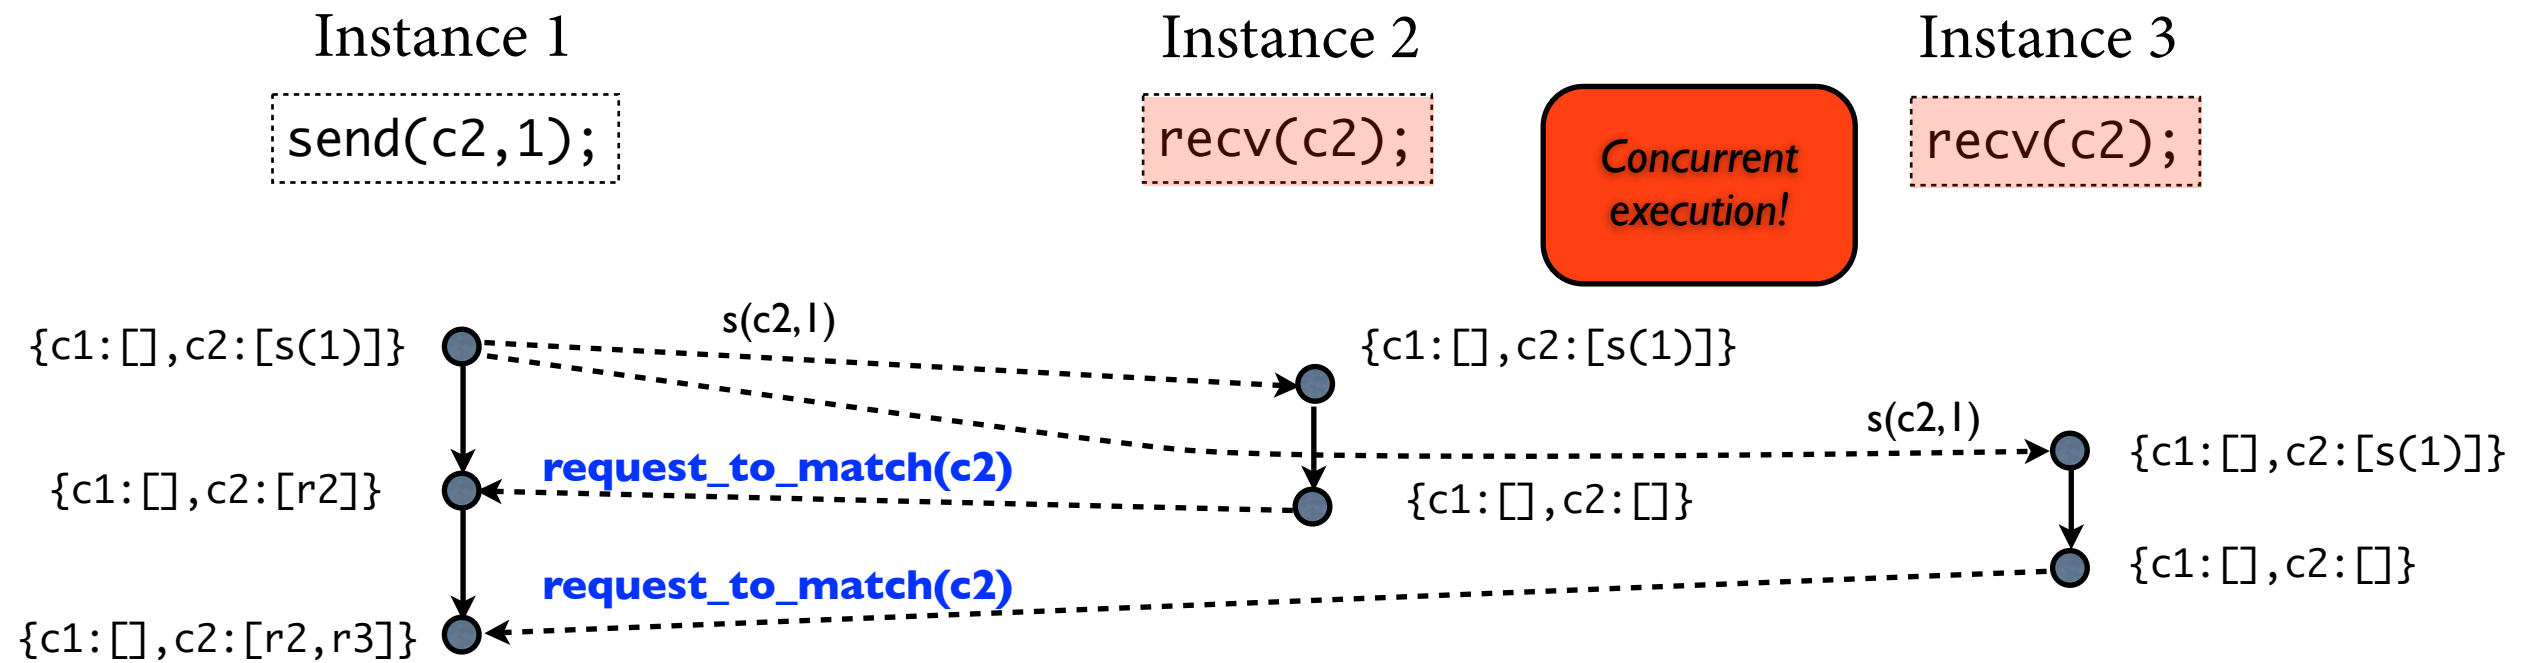 Instance 1
Instance 2
Instance 3
send(c2,1);
recv(c2);
Concurrent
execution!
recv(c2);
s(c2,1)
{c1:[],c2:[s(1)]}
{c1:[],c2:[s(1)]}
s(c2,1)
{c1:[],c2:[s(1)]}
request_to_match(c2)
{c1:[],c2:[r2]}
{c1:[],c2:[]}
{c1:[],c2:[]}
request_to_match(c2)
{c1:[],c2:[r2,r3]}